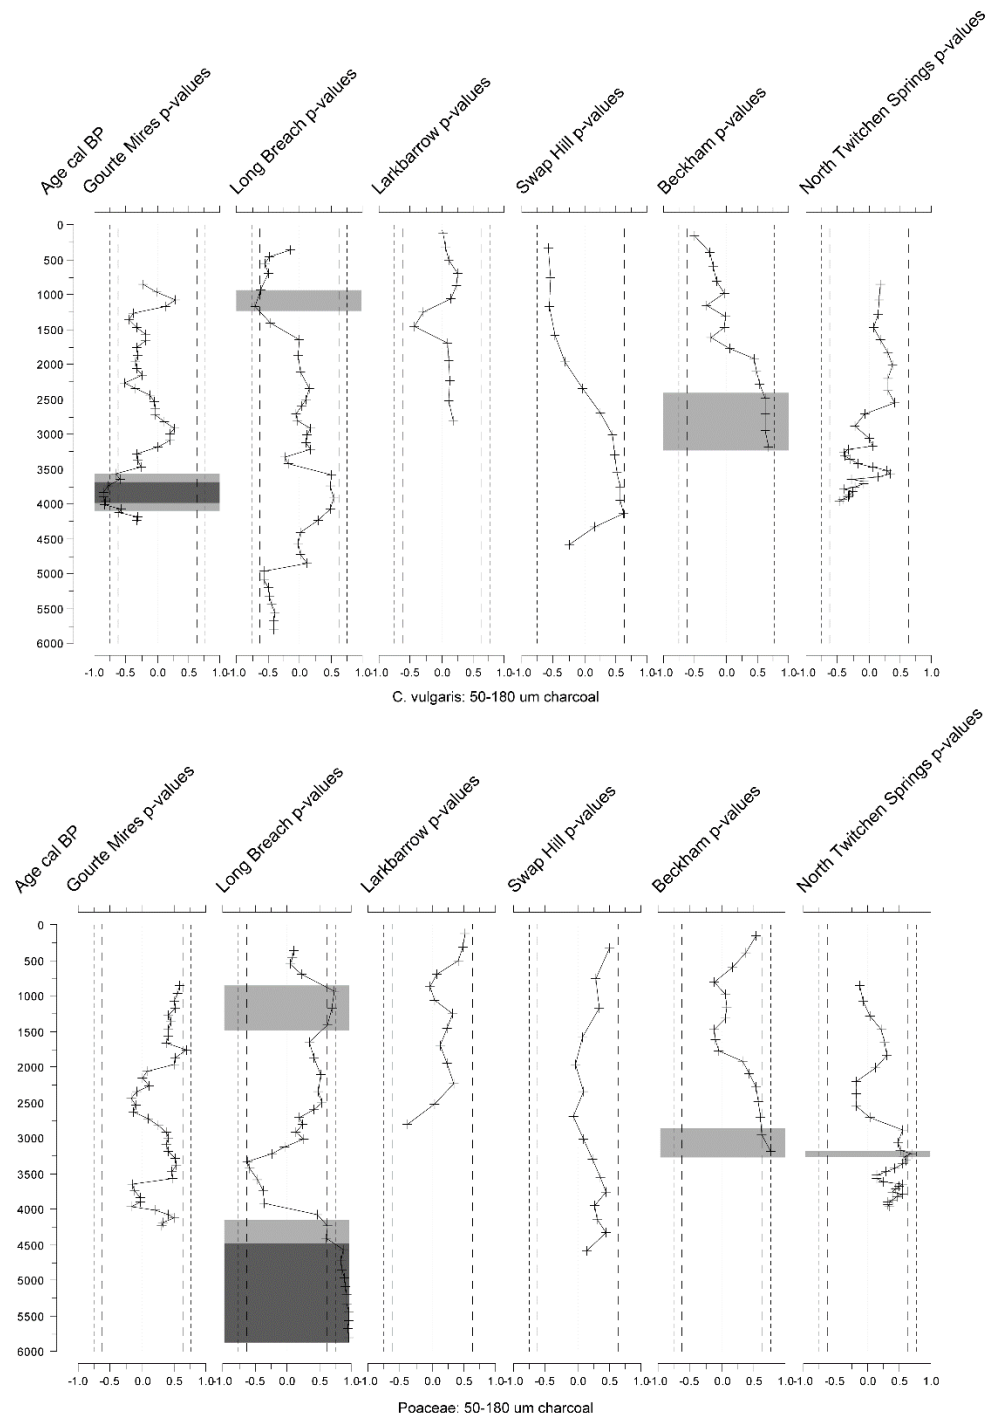 Age cal BP
Gourte Mires p-values
Long Breach p-values
Larkbarrow p-values
Swap Hill p-values
Beckham p-values
North Twitchen Springs p-values
0
500
1000
1500
2000
2500
3000
3500
4000
4500
5000
5500
6000
-1.0 -0.5 0.0 0.5 1.0 -1.0 -0.5 0.0 0.5 1.0 -1.0 -0.5 0.0 0.5 1.0 -1.0 -0.5 0.0 0.5 1.0 -1.0 -0.5 0.0 0.5 1.0 -1.0 -0.5 0.0 0.5 1.0
C. vulgaris: 50-180 um charcoal
Age cal BP
Gourte Mires p-values
Long Breach p-values
Larkbarrow p-values
Swap Hill p-values
Beckham p-values
North Twitchen Springs p-values
0
500
1000
1500
2000
2500
3000
3500
4000
4500
5000
5500
6000
-1.0 -0.5 0.0 0.5 1.0 -1.0 -0.5 0.0 0.5 1.0 -1.0 -0.5 0.0 0.5 1.0 -1.0 -0.5 0.0 0.5 1.0 -1.0 -0.5 0.0 0.5 1.0 -1.0 -0.5 0.0 0.5 1.0
Poaceae: 50-180 um charcoal